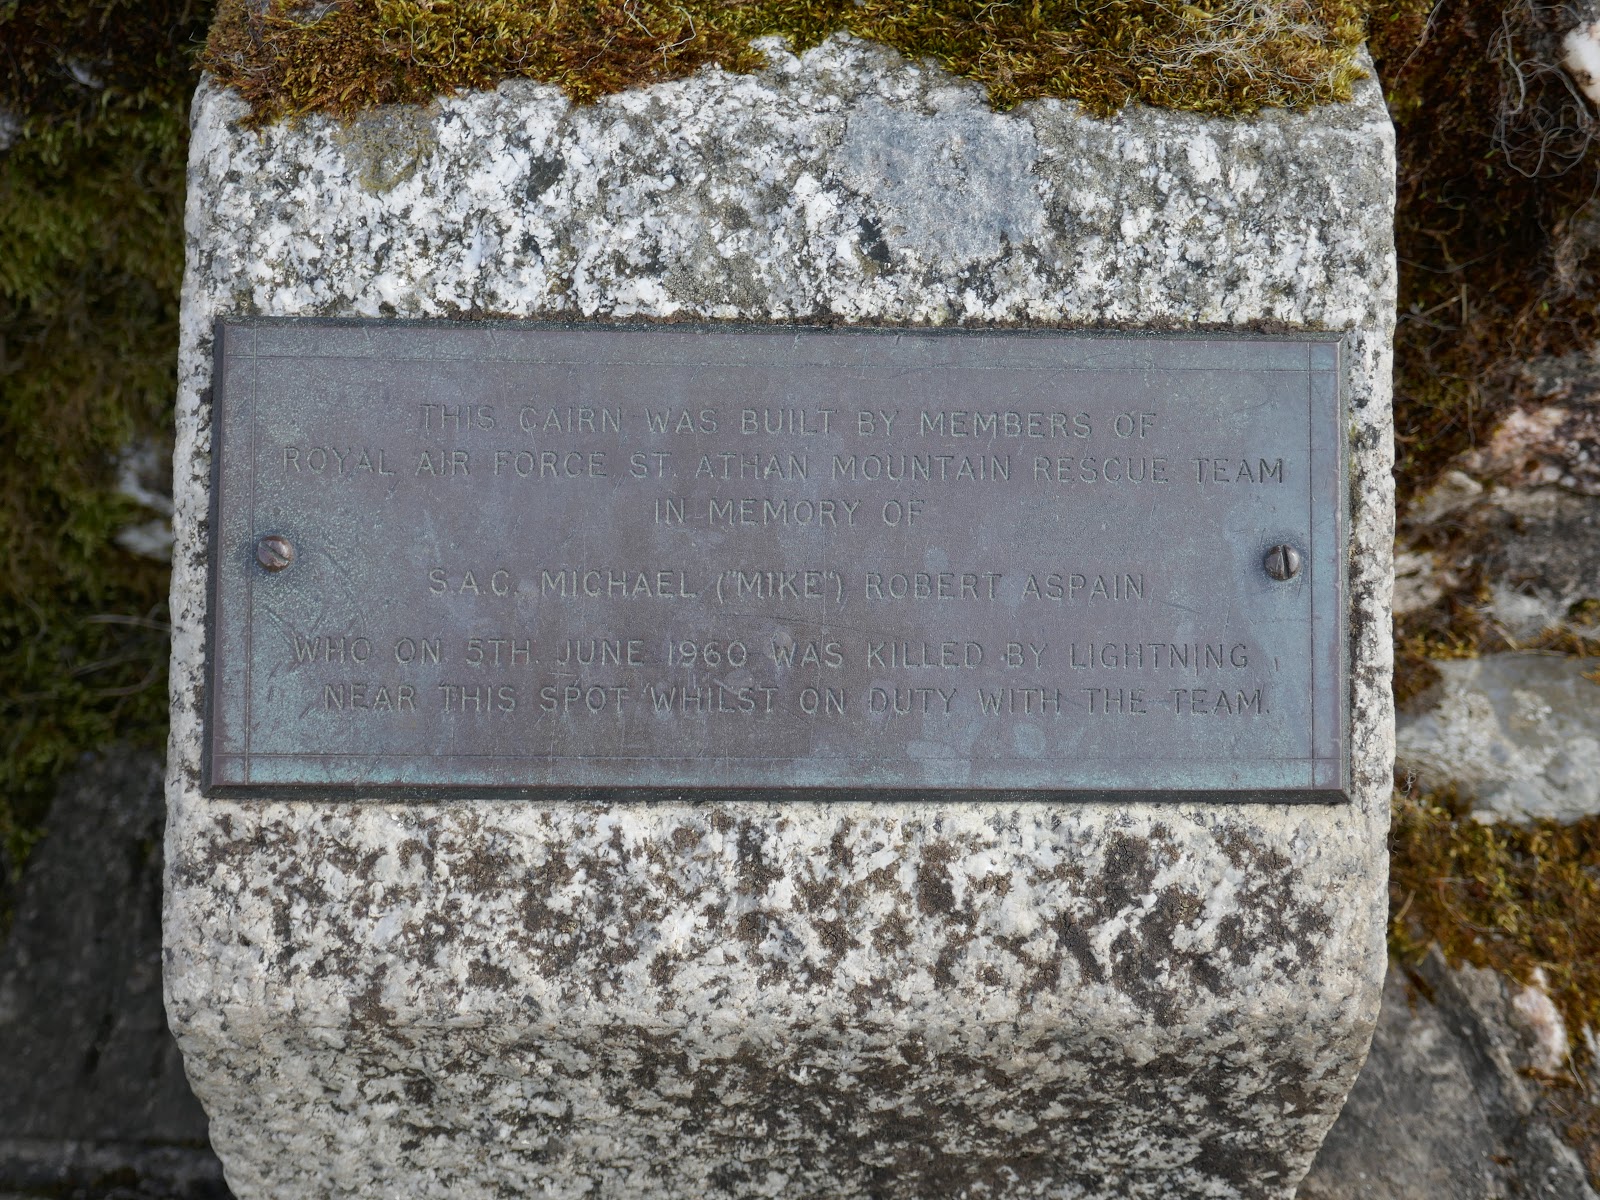 THIS CAIRN WAS BUILT BY MEMBERS OF
ROYAL AIR FORCE ST. ATHAN MOUNTAIN RESCUE TEAM
IN MEMORY OF
S.A.C. MICHAEL ("MIKE") ROBERT ASPAIN
WHO ON 5TH. JUNE 1960 WAS KILLED BY LIGHTNING
NEAR THIS SPOT WHILST ON DUTY WITH THE TEAM.